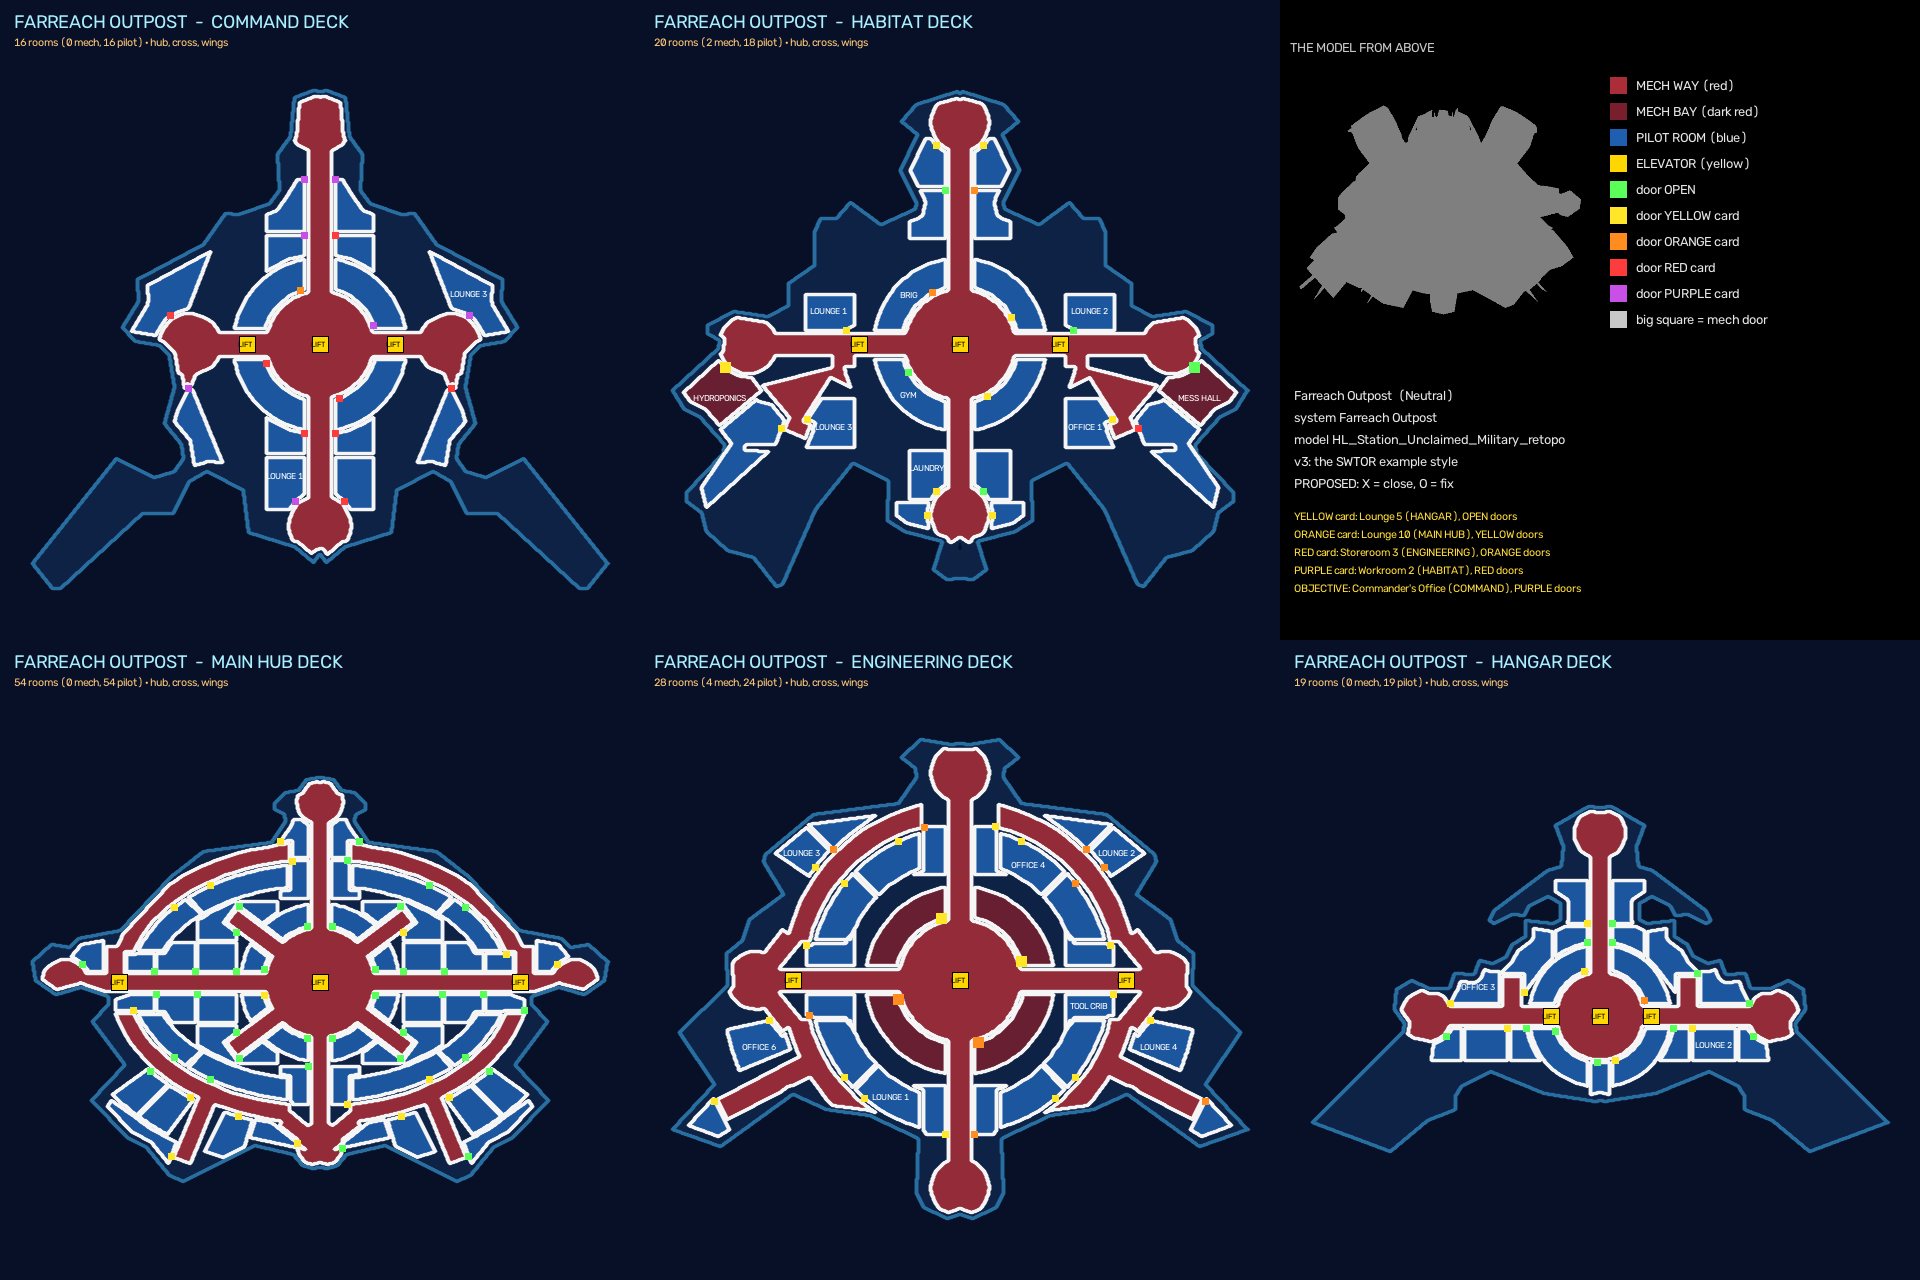 FARREACH OUTPOST - COMMAND DECK
16 rooms (0 mech, 16 pilot) • hub, cross, wings
LOUNGE 3
LIFT
LIFT
LIFT
LOUNGE 1
FARREACH OUTPOST - HABITAT DECK
20 rooms (2 mech, 18 pilot) • hub, cross, wings
BRIG
LOUNGE 1
LOUNGE 2
LIFT
LIFT
LIFT
HYDROPONICS
GYM
MESS HALL
LOUNGE 3
OFFICE 1
LAUNDRY
THE MODEL FROM ABOVE
MECH WAY (red)
MECH BAY (dark red)
PILOT ROOM (blue)
ELEVATOR (yellow)
door OPEN
door YELLOW card
door ORANGE card
door RED card
door PURPLE card
big square = mech door
Farreach Outpost (Neutral)
system Farreach Outpost
model HL_Station_Unclaimed_Military_retopo
v3: the SWTOR example style
PROPOSED: X = close, O = fix
YELLOW card: Lounge 5 (HANGAR), OPEN doors
ORANGE card: Lounge 10 (MAIN HUB), YELLOW doors
RED card: Storeroom 3 (ENGINEERING), ORANGE doors
PURPLE card: Workroom 2 (HABITAT), RED doors
OBJECTIVE: Commander's Office (COMMAND), PURPLE doors
FARREACH OUTPOST - MAIN HUB DECK
54 rooms (0 mech, 54 pilot) • hub, cross, wings
LIFT
LIFT
LIFT
FARREACH OUTPOST - ENGINEERING DECK
28 rooms (4 mech, 24 pilot) • hub, cross, wings
LOUNGE 3
LOUNGE 2
OFFICE 4
LIFT
LIFT
LIFT
TOOL CRIB
OFFICE 6
LOUNGE 4
LOUNGE 1
FARREACH OUTPOST - HANGAR DECK
19 rooms (0 mech, 19 pilot) • hub, cross, wings
OFFICE 3
LIFT
LIFT
LIFT
LOUNGE 2